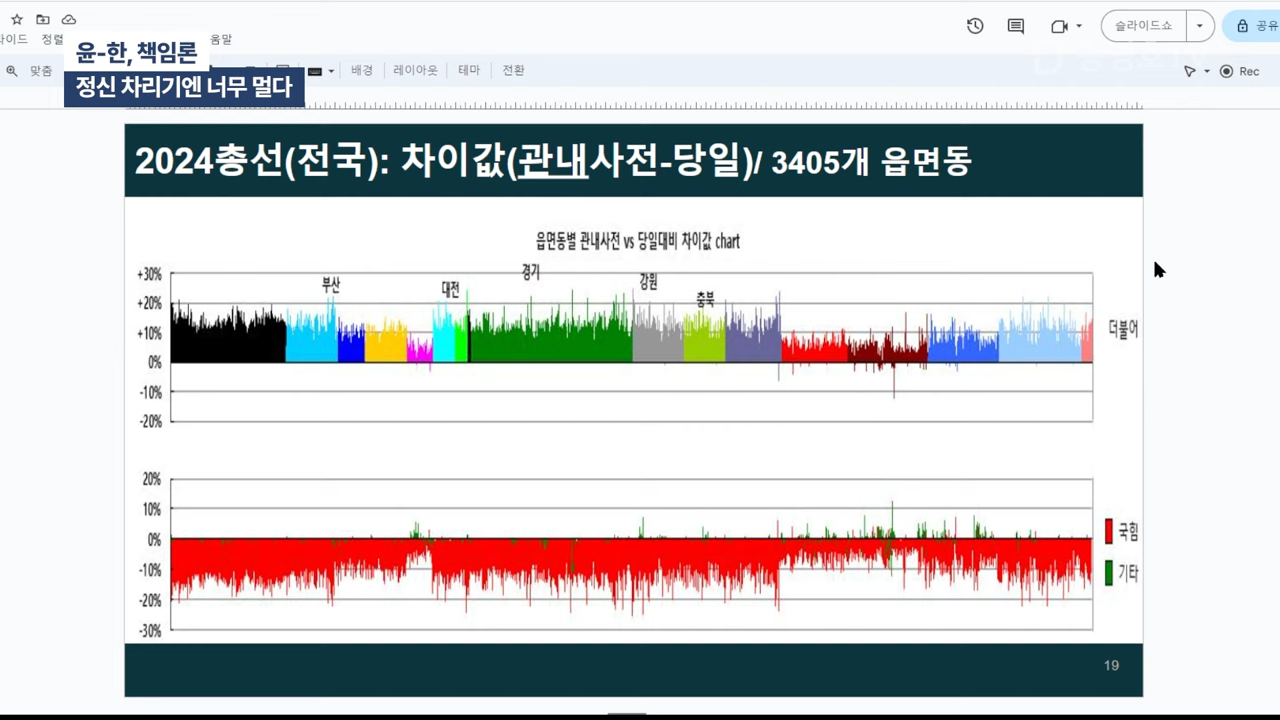 공유
슬라이드쇼
라이드
정렬
움말
윤-한, 책임론
정신 차리기엔 너무 멀다
맞춤
배경
레이아웃
테마
전환
Rec
2024총선(전국): 차이값(관내사전-당일)/ 3405개 읍면동
읍면동별 관내사전 vs 당일대비 차이값 chart
부산
대전
경기
강원
충북
+30%
+20%
+10%
0%
-10%
-20%
더불어
20%
10%
0%
-10%
-20%
-30%
국힘
기타
19